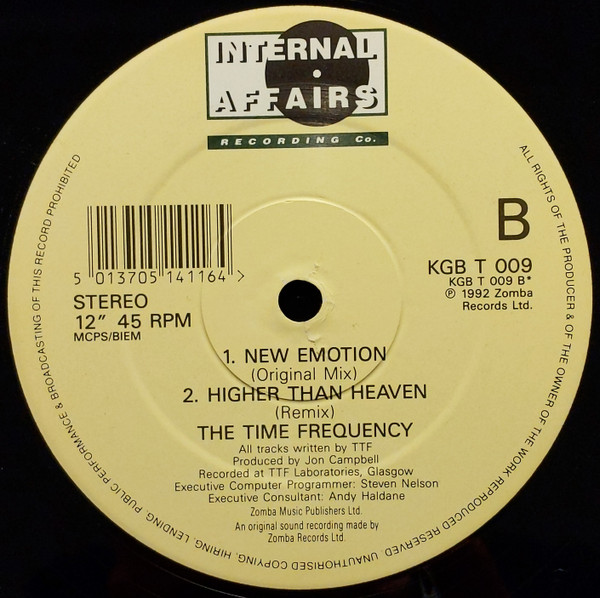 INTERNAL
AFFAIRS
RECORDING Co.
B
5 013705 141164 >
STEREO
12" 45 RPM
MCPS/BIEM
KGB T 009
KGB T 009 B*
℗ 1992 Zomba
Records Ltd.
1. NEW EMOTION
(Original Mix)
2. HIGHER THAN HEAVEN
(Remix)
THE TIME FREQUENCY
All tracks written by TTF
Produced by Jon Campbell
Recorded at TTF Laboratories, Glasgow
Executive Computer Programmer: Steven Nelson
Executive Consultant: Andy Haldane
Zomba Music Publishers Ltd.
An original sound recording made by
Zomba Records Ltd.
ALL RIGHTS OF THE PRODUCER & OF THE OWNER OF THE WORK REPRODUCED RESERVED. UNAUTHORISED COPYING, HIRING, LENDING, PUBLIC PERFORMANCE & BROADCASTING OF THIS RECORD PROHIBITED